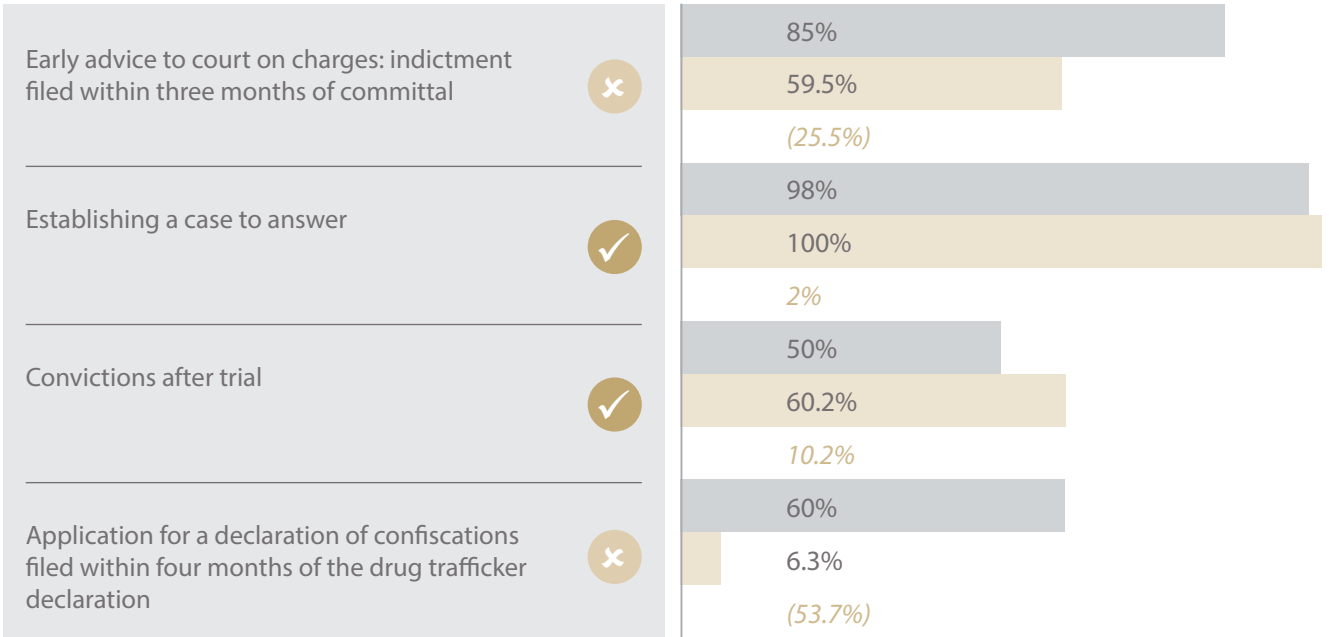 Early advice to court on charges: indictment
filed within three months of committal
85%
59.5%
(25.5%)
Establishing a case to answer
98%
100%
2%
Convictions after trial
50%
60.2%
10.2%
Application for a declaration of confiscations
filed within four months of the drug trafficker
declaration
60%
6.3%
(53.7%)